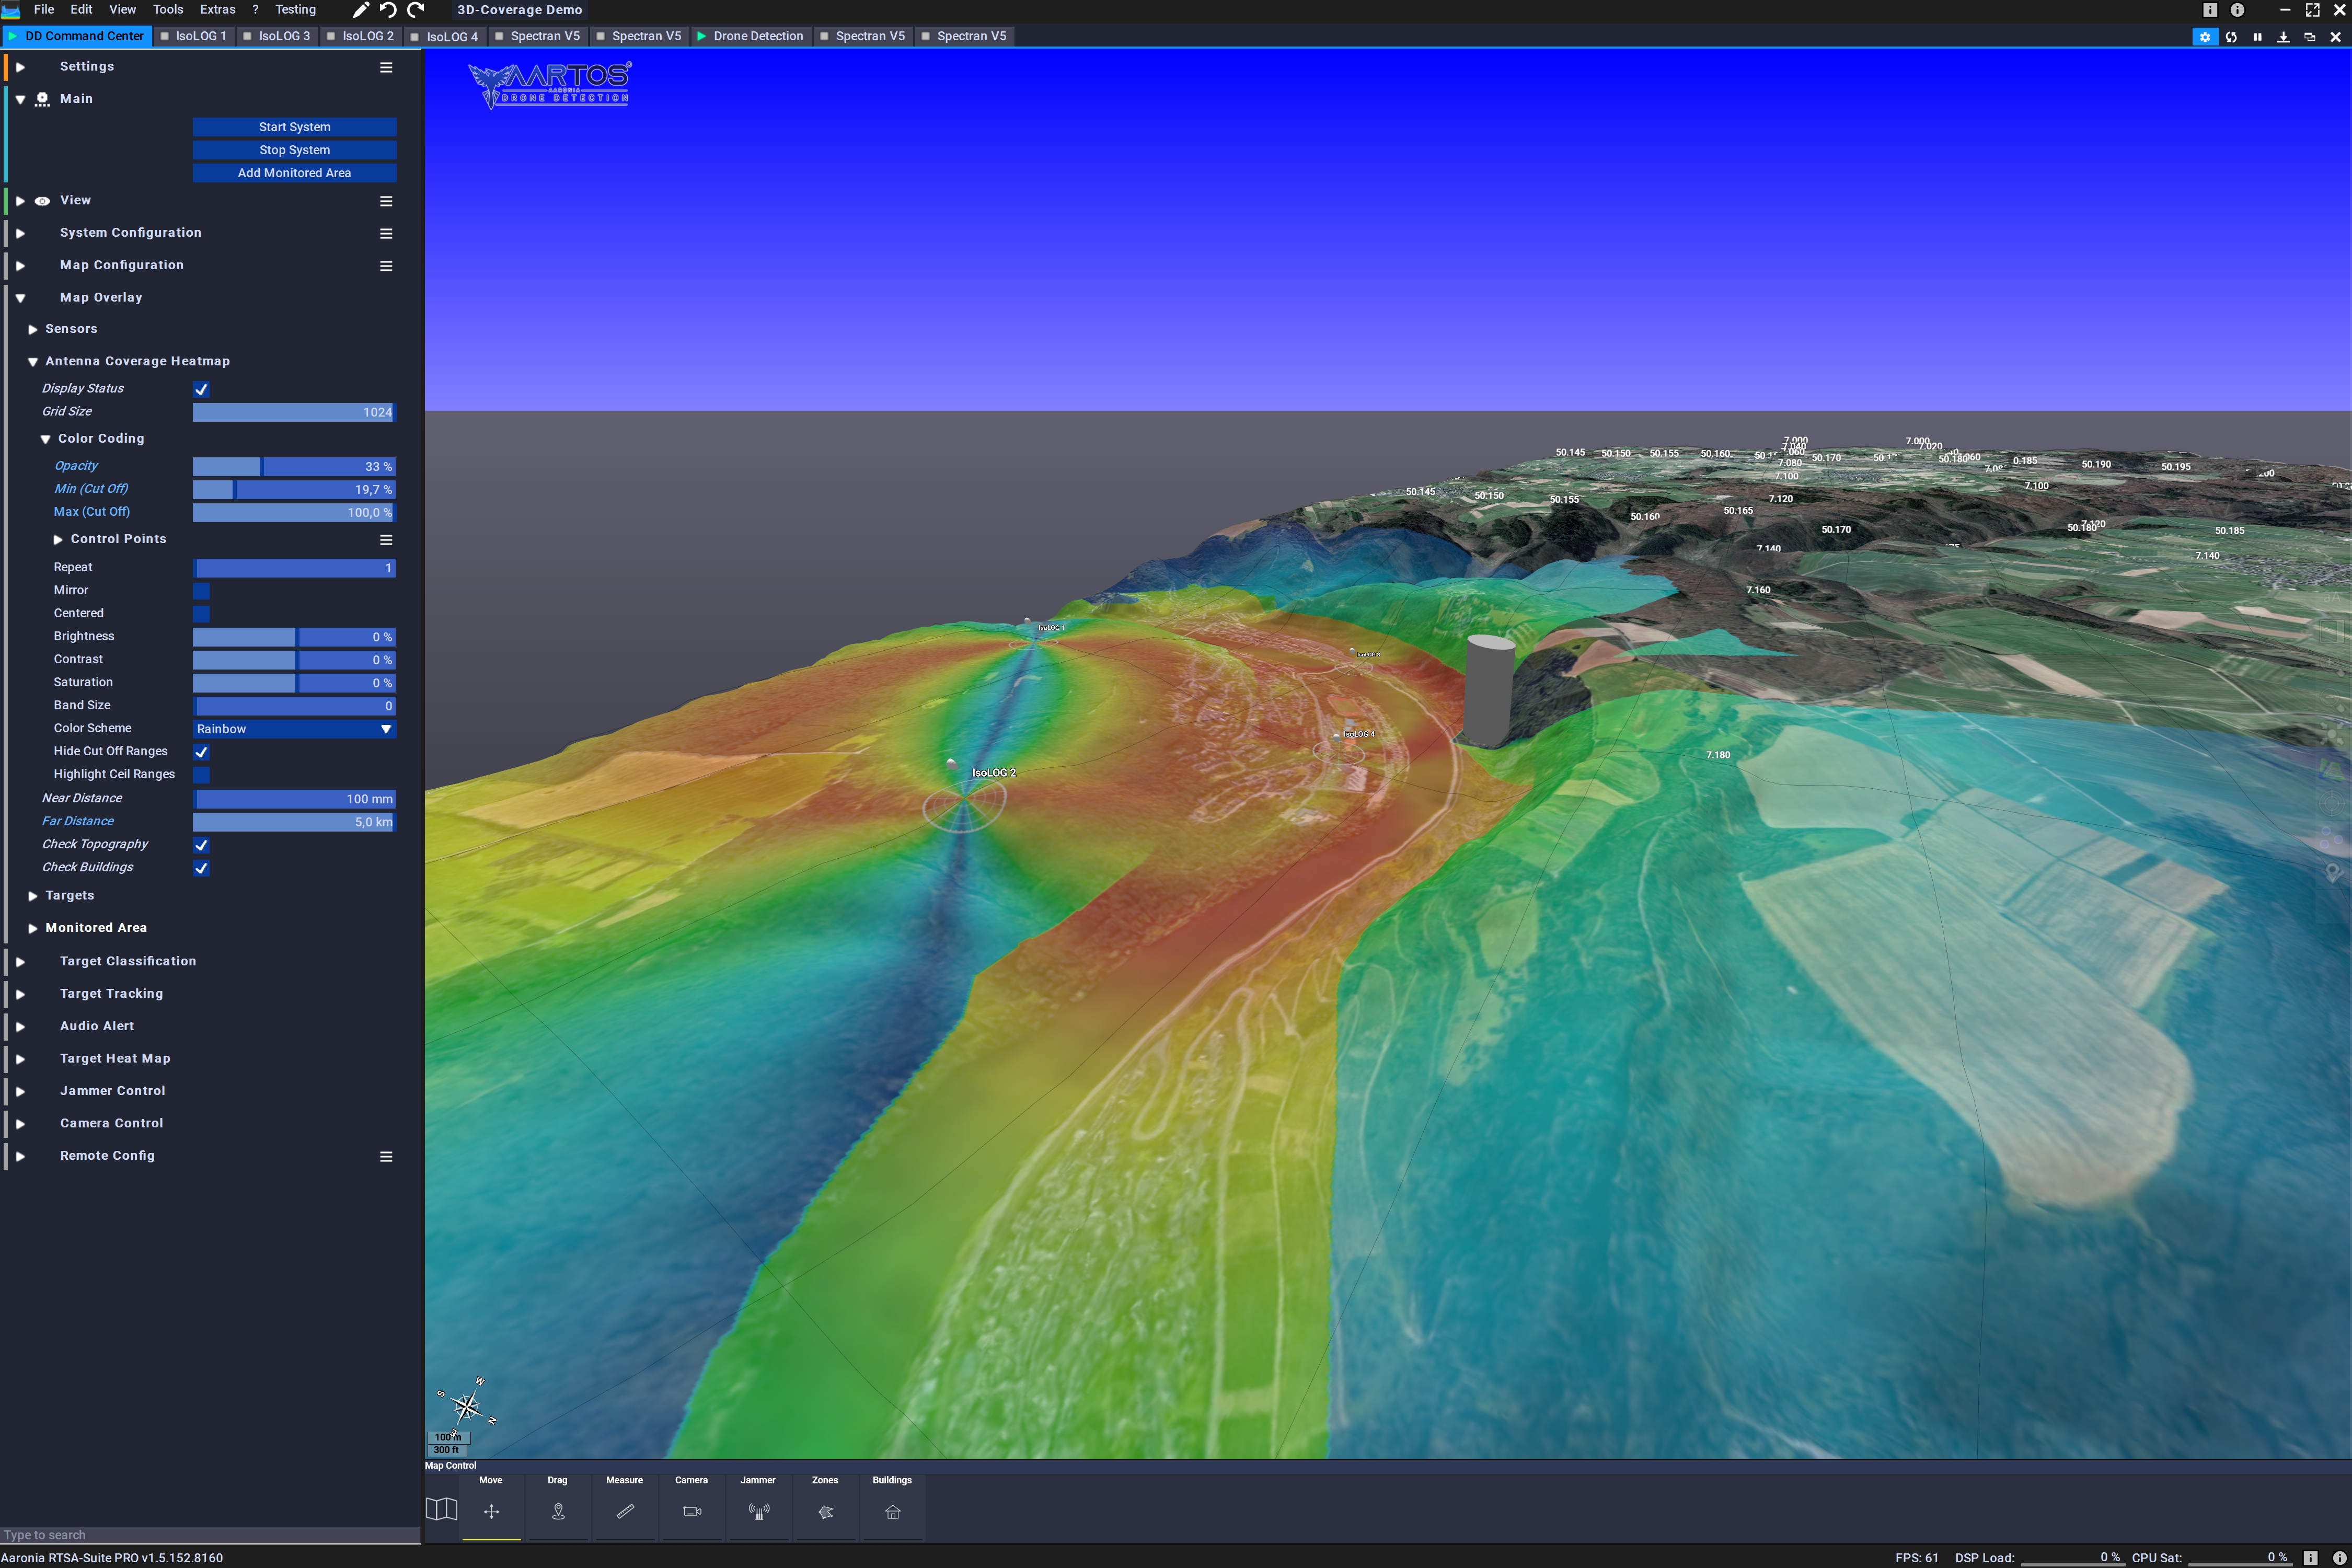 File Edit View Tools Extras ? Testing 3D-Coverage Demo
DD Command Center IsoLOG 1 IsoLOG 3 IsoLOG 2 IsoLOG 4 Spectran V5 Spectran V5 Drone Detection Spectran V5 Spectran V5
Settings
Main
Start System
Stop System
Add Monitored Area
View
System Configuration
Map Configuration
Map Overlay
Sensors
Antenna Coverage Heatmap
Display Status
Grid Size 1024
Color Coding
Opacity 33 %
Min (Cut Off) 19,7 %
Max (Cut Off) 100,0 %
Control Points
Repeat 1
Mirror
Centered
Brightness 0 %
Contrast 0 %
Saturation 0 %
Band Size 0
Color Scheme Rainbow
Hide Cut Off Ranges
Highlight Ceil Ranges
Near Distance 100 mm
Far Distance 5,0 km
Check Topography
Check Buildings
Targets
Monitored Area
Target Classification
Target Tracking
Audio Alert
Target Heat Map
Jammer Control
Camera Control
Remote Config
Type to search
AARTOS
AARONIA
DRONE DETECTION
7.000 7.000
7.040 7.020
50.145 50.150 50.155 50.160 7.060 50.170 50.180
7.080 0.185 50.190 50.195
7.100
50.145 50.150 50.155 7.120 7.100
50.160 50.165 50.170 50.180 7.120 50.185
7.140 7.140
7.160
IsoLOG 1
IsoLOG 4
IsoLOG 2
7.180
W
S
N
100 m
300 ft
Map Control
Move Drag Measure Camera Jammer Zones Buildings
Aaronia RTSA-Suite PRO v1.5.152.8160 FPS: 61 DSP Load: 0 % CPU Sat: 0 %